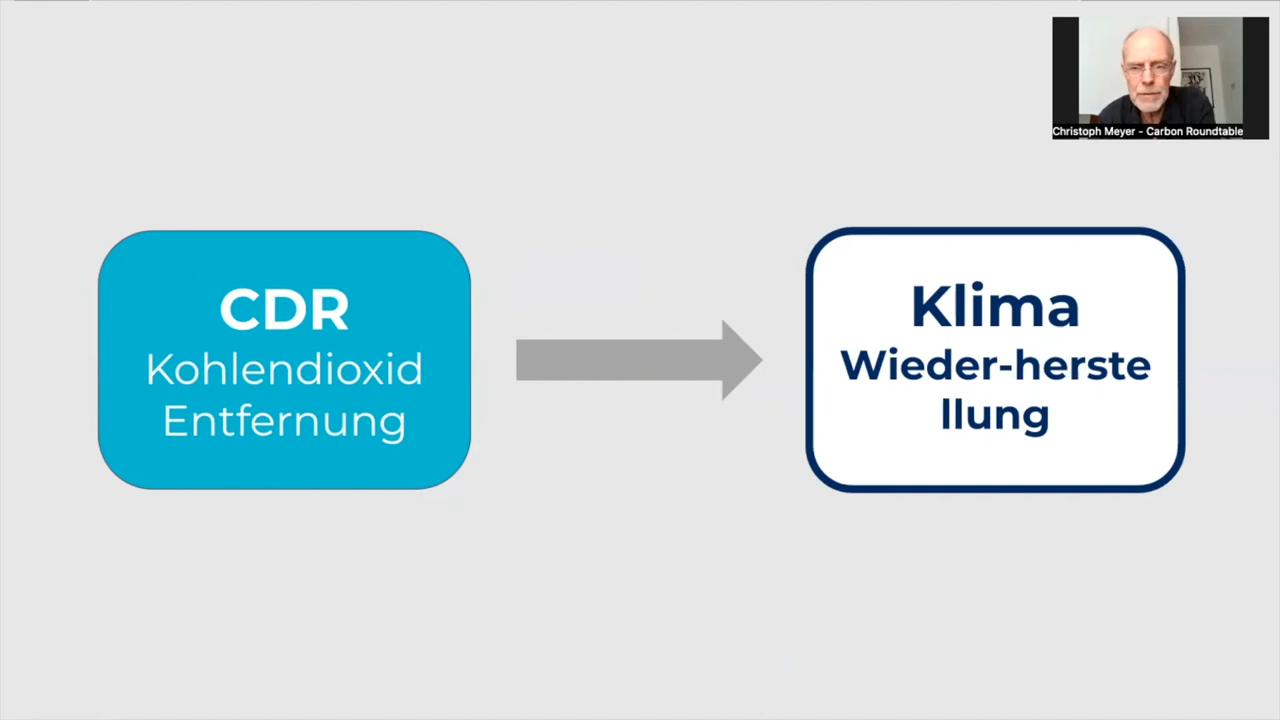 Christoph Meyer - Carbon Roundtable
CDR
Kohlendioxid
Entfernung
Klima
Wieder-herste
llung